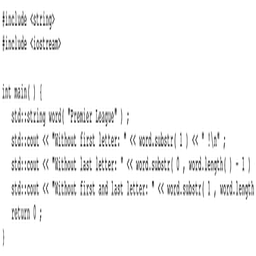 #include <string>
#include <iostream>

int main( ) {
   std::string word( "Premier League" ) ;
   std::cout << "Without first letter: " << word.substr( 1 ) << " !\n" ;
   std::cout << "Without last letter: " << word.substr( 0 , word.length( ) - 1 )
   std::cout << "Without first and last letter: " << word.substr( 1 , word.length
   return 0 ;
}